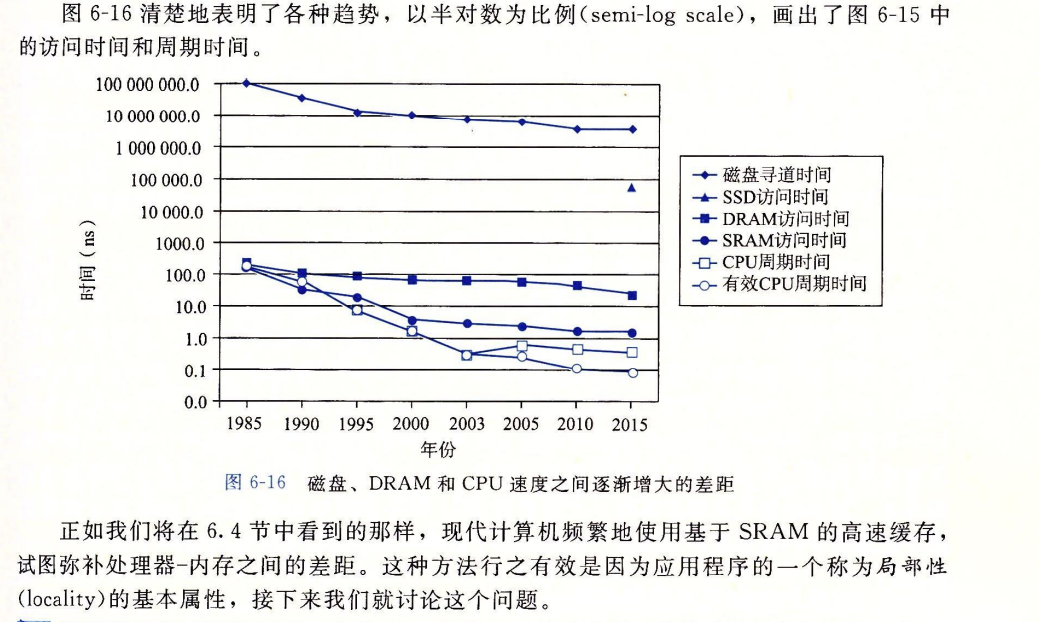 图 6-16 清楚地表明了各种趋势，以半对数为比例(semi-log scale)，画出了图 6-15 中
的访问时间和周期时间。
100 000 000.0
10 000 000.0
1 000 000.0
100 000.0
10 000.0
1000.0
100.0
10.0
1.0
0.1
0.0
时间（ns）
1985 1990 1995 2000 2003 2005 2010 2015
年份
磁盘寻道时间
SSD访问时间
DRAM访问时间
SRAM访问时间
CPU周期时间
有效CPU周期时间
图 6-16 磁盘、DRAM 和 CPU 速度之间逐渐增大的差距
正如我们将在 6.4 节中看到的那样，现代计算机频繁地使用基于 SRAM 的高速缓存，
试图弥补处理器-内存之间的差距。这种方法行之有效是因为应用程序的一个称为局部性
(locality)的基本属性，接下来我们就讨论这个问题。